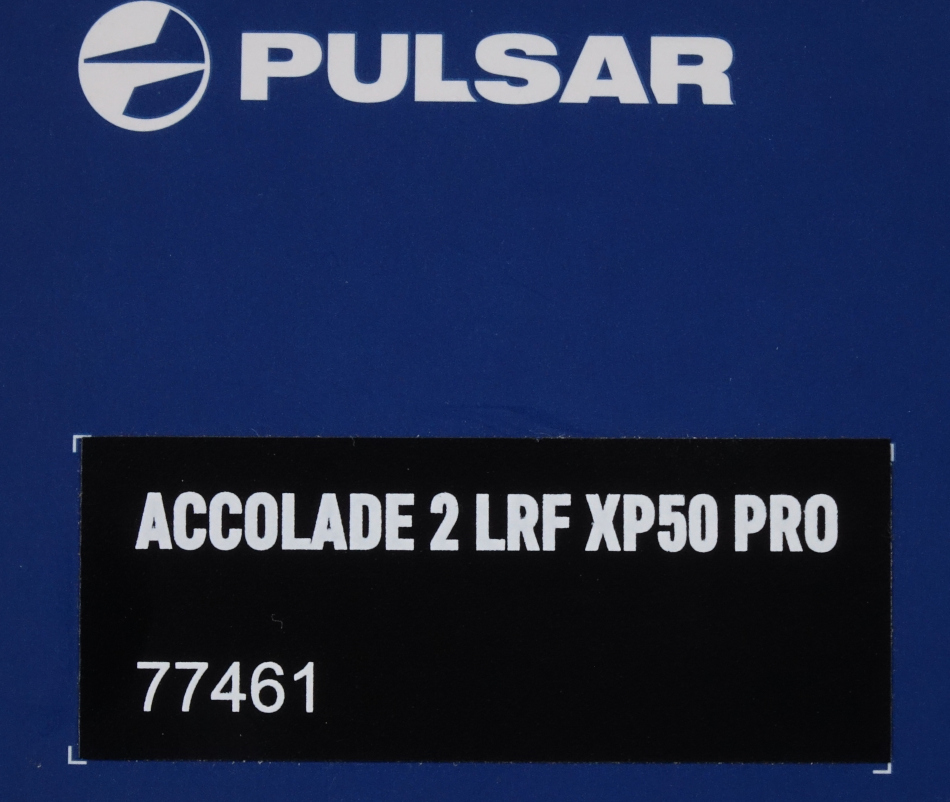 PULSAR
ACCOLADE 2 LRF XP50 PRO
77461